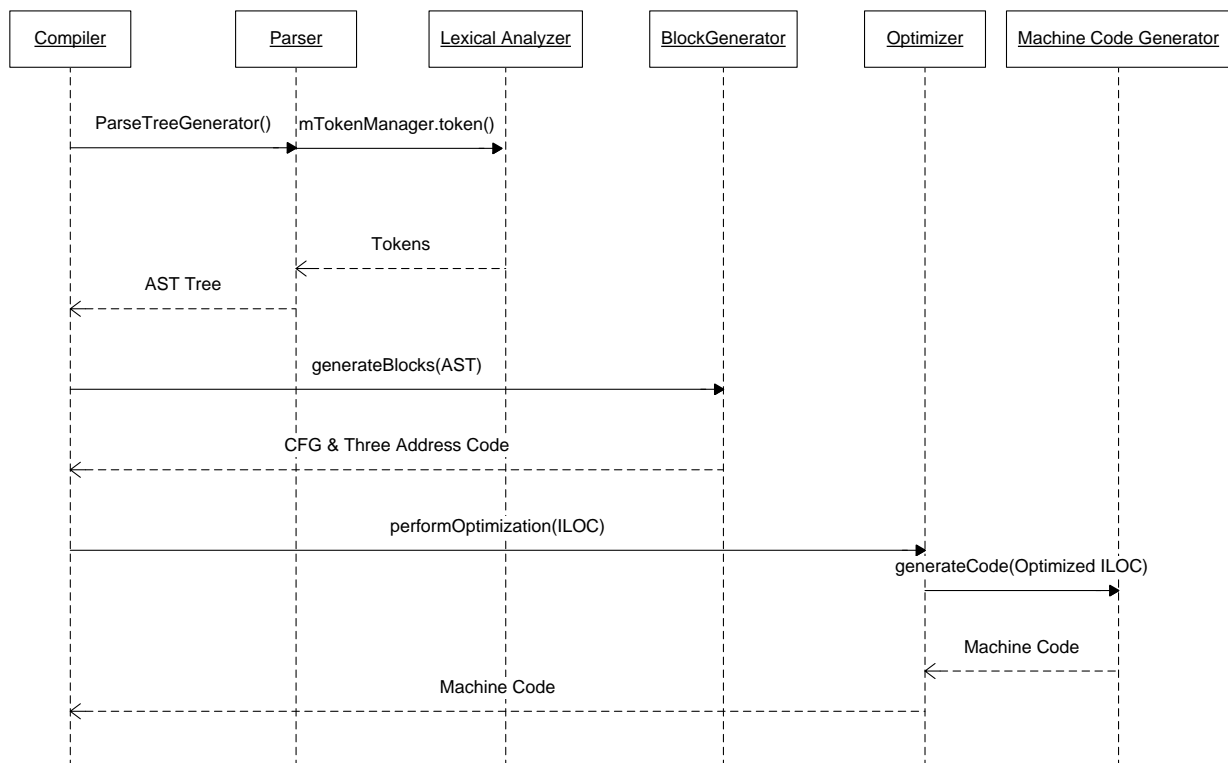 Compiler
Parser
Lexical Analyzer
BlockGenerator
Optimizer
Machine Code Generator
ParseTreeGenerator()
mTokenManager.token()
Tokens
AST Tree
generateBlocks(AST)
CFG & Three Address Code
performOptimization(ILOC)
generateCode(Optimized ILOC)
Machine Code
Machine Code